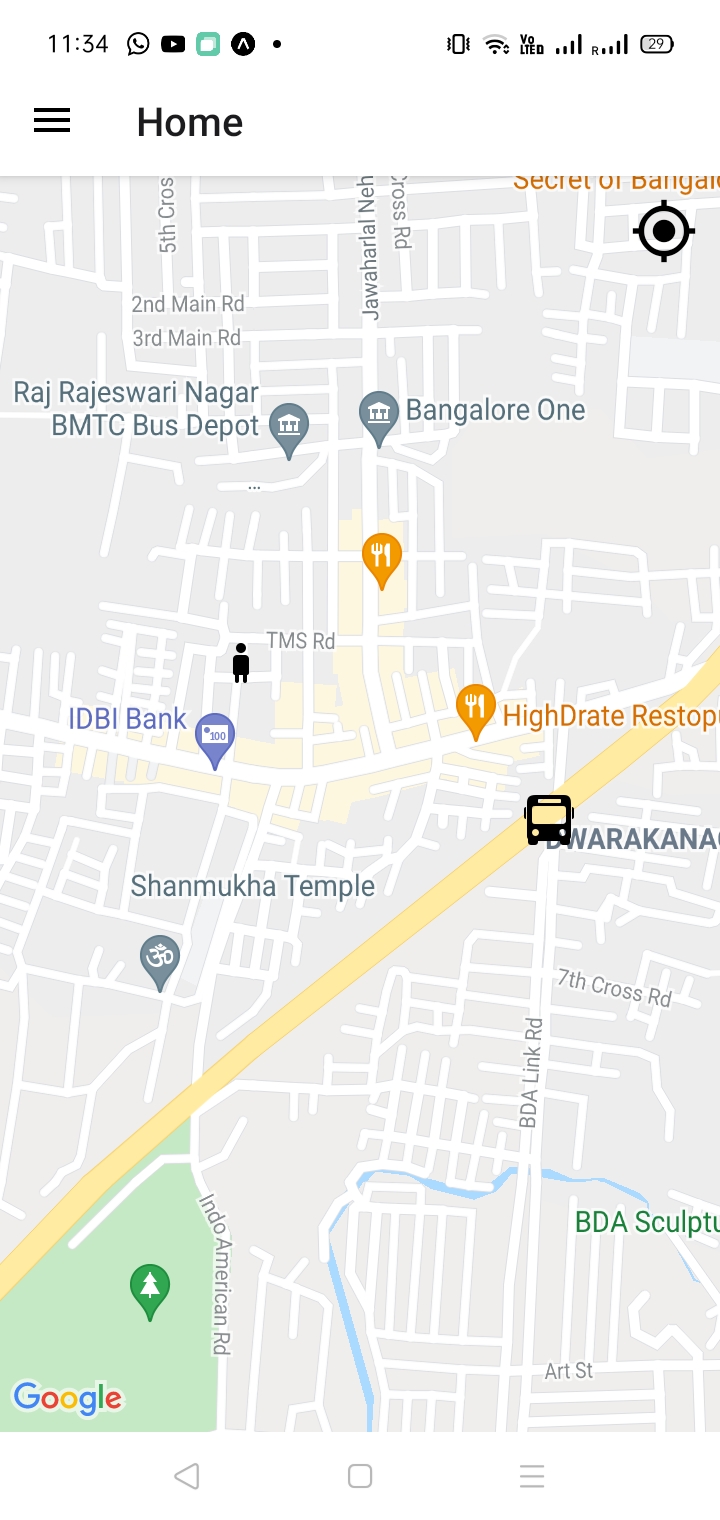 11:34
Vo
LTED
R
29
Home
Secret of Bangal
5th Cros
Jawaharlal Neh
Cross Rd
2nd Main Rd
3rd Main Rd
Raj Rajeswari Nagar
BMTC Bus Depot
Bangalore One
...
TMS Rd
IDBI Bank
100
HighDrate Restop
DWARAKANA
Shanmukha Temple
ॐ
7th Cross Rd
BDA Link Rd
BDA Sculptu
Indo American Rd
Art St
Google